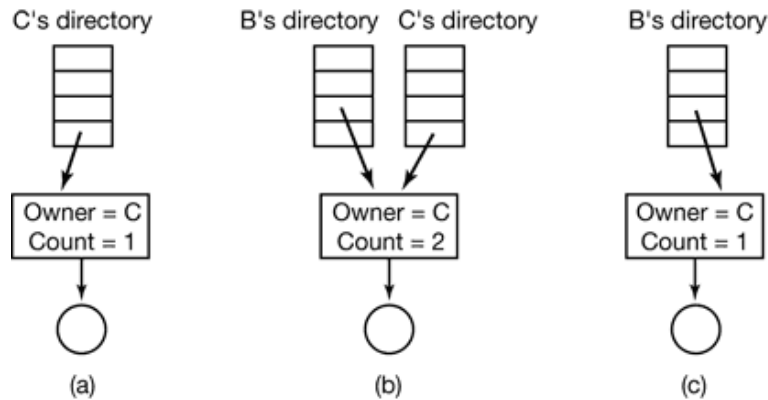 C's directory
B's directory
C's directory
B's directory
Owner = C
Count = 1
Owner = C
Count = 2
Owner = C
Count = 1
(a)
(b)
(c)